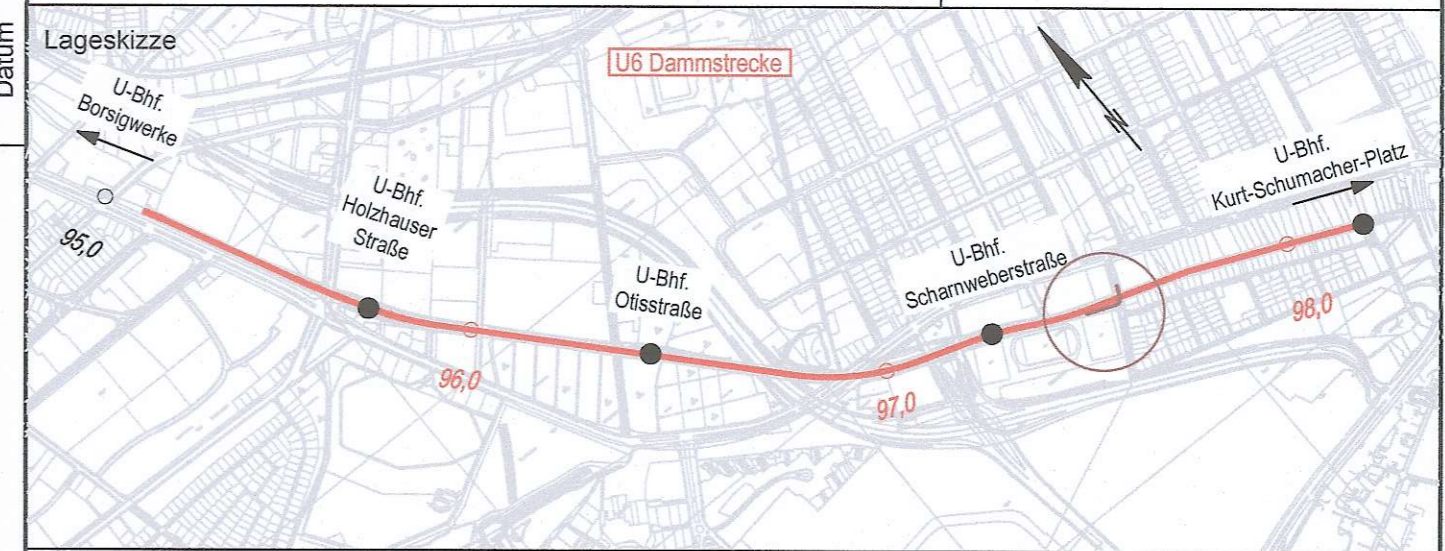 Datum
Lageskizze
U6 Dammstrecke
U-Bhf.
Borsigwerke
U-Bhf.
Holzhauser
Straße
U-Bhf.
Otisstraße
U-Bhf.
Scharnweberstraße
U-Bhf.
Kurt-Schumacher-Platz
N
95,0
96,0
97,0
98,0